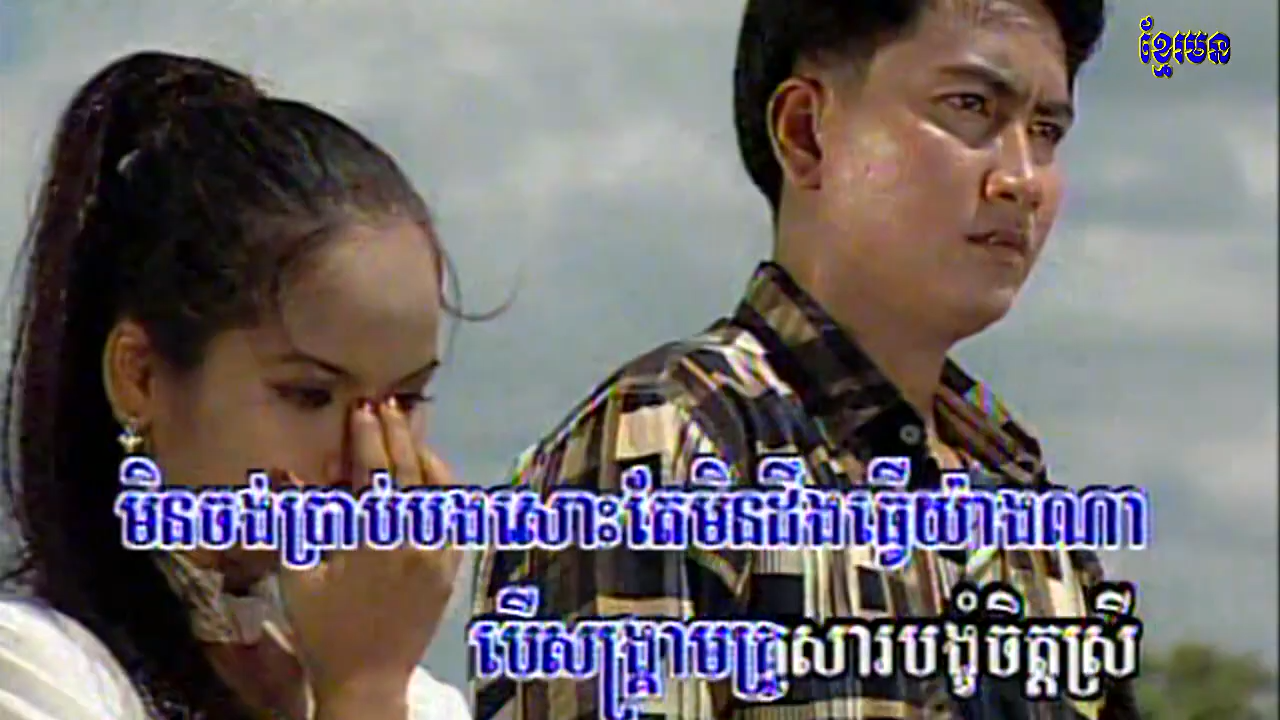 ខ្មែរមេន
មិនចង់ប្រាប់បងសោះតែមិនដឹងធ្វើយ៉ាងណា
បើសង្គ្រាមគ្រួសារបង្ខំចិត្តស្រី